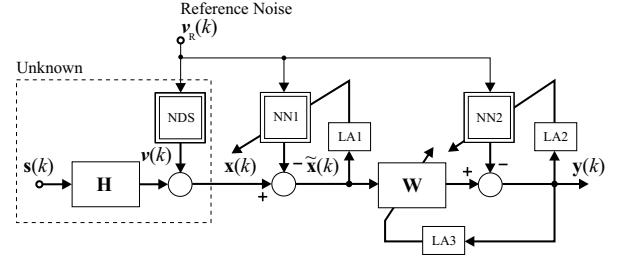 Reference Noise
v_R(k)
Unknown
NDS
NN1
NN2
LA1
LA2
v(k)
s(k)
x(k)
− x̃(k)
+ −
y(k)
H
W
+
LA3